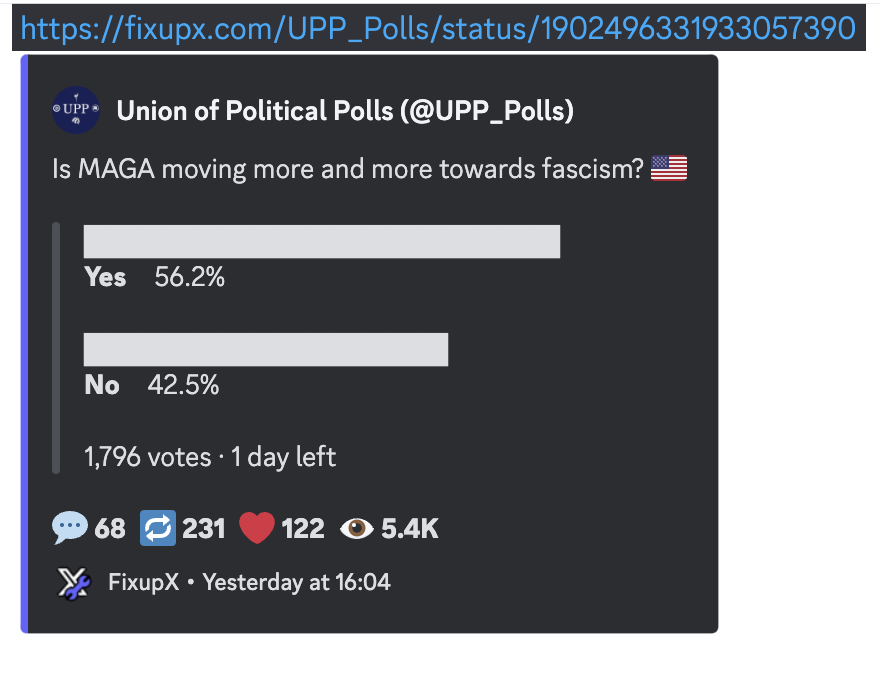 https://fixupx.com/UPP_Polls/status/1902496331933057390
UPP
Union of Political Polls (@UPP_Polls)
Is MAGA moving more and more towards fascism? 🇺🇸
Yes 56.2%
No 42.5%
1,796 votes · 1 day left
💬 68 🔁 231 ❤️ 122 👁️ 5.4K
FixupX • Yesterday at 16:04